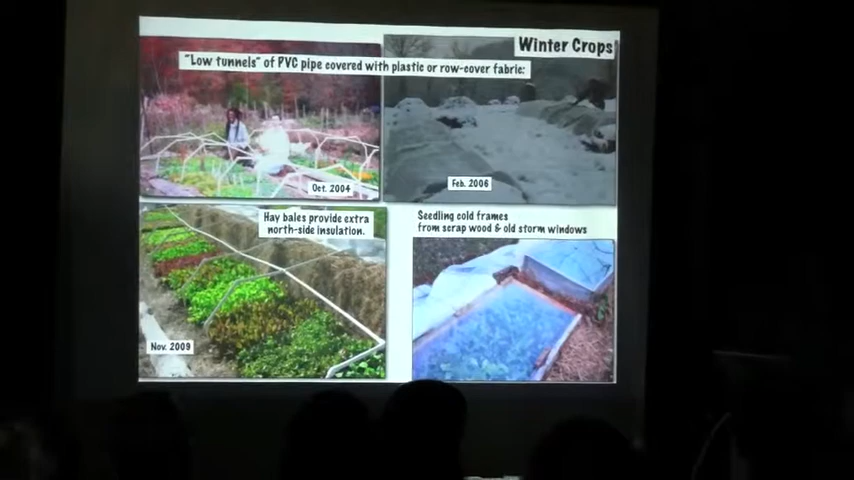 Winter Crops
"Low tunnels" of PVC pipe covered with plastic or row-cover fabric:
Oct. 2004
Feb. 2006
Hay bales provide extra
north-side insulation.
Seedling cold frames
from scrap wood & old storm windows
Nov. 2009